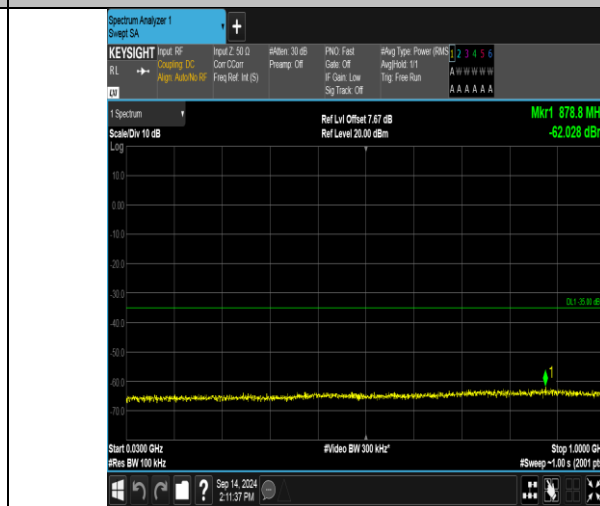 Spectrum Analyzer 1
Swept SA
+
KEYSIGHT Input: RF Input Z: 50 Ω #Atten: 30 dB PNO: Fast #Avg Type: Power (RMS 1 2 3 4 5 6
RL Coupling: DC Corr CCorr Preamp: Off Gate: Off Avg|Hold: 1/1 A W W W W W
Align: Auto/No RF Freq Ref: Int (S) IF Gain: Low Trig: Free Run
Sig Track: Off A A A A A A
LXI
1 Spectrum Ref Lvl Offset 7.67 dB Mkr1 878.8 MH
Scale/Div 10 dB Ref Level 20.00 dBm -62.028 dBr
Log
10.0
0.00
-10.0
-20.0
-30.0
DL1 -35.00 dB
-40.0
-50.0
1
-60.0
-70.0
Start 0.0300 GHz #Video BW 300 kHz* Stop 1.0000 GH
#Res BW 100 kHz #Sweep ~1.00 s (2001 pt
? Sep 14, 2024
2:11:37 PM